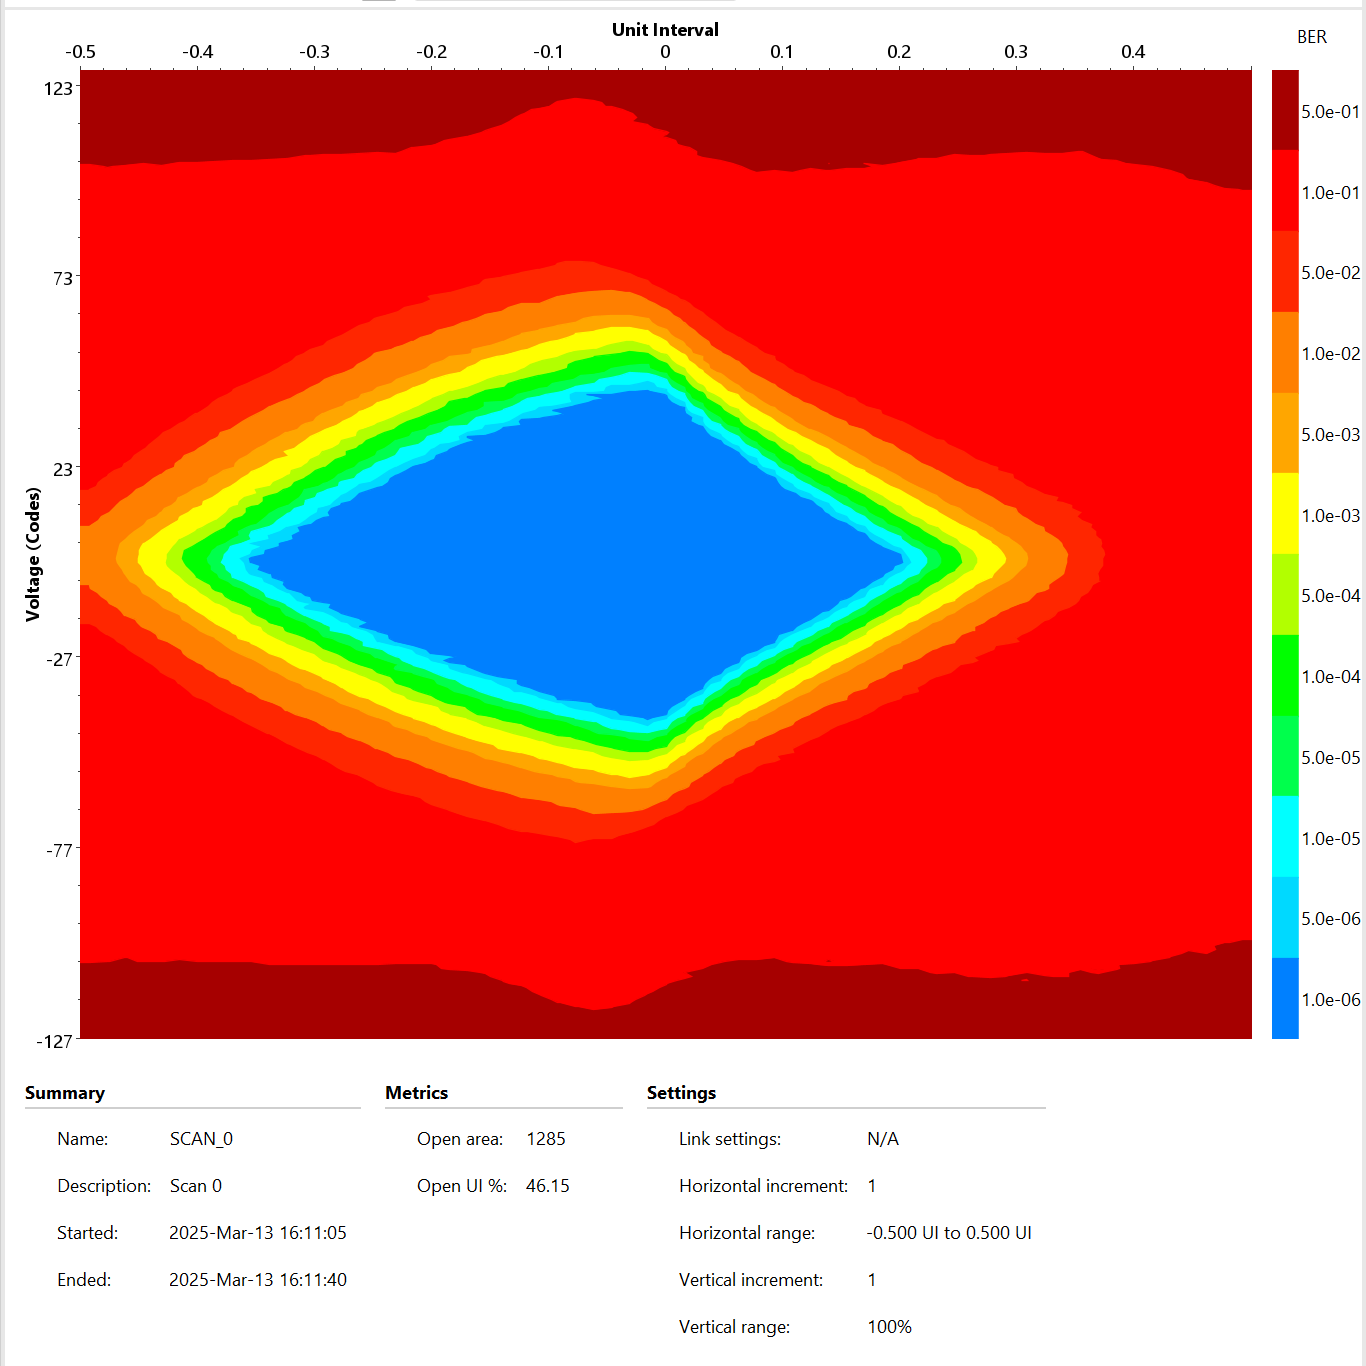 Unit Interval
BER
-0.5 -0.4 -0.3 -0.2 -0.1 0 0.1 0.2 0.3 0.4
123
73
23
-27
-77
-127
Voltage (Codes)
5.0e-01
1.0e-01
5.0e-02
1.0e-02
5.0e-03
1.0e-03
5.0e-04
1.0e-04
5.0e-05
1.0e-05
5.0e-06
1.0e-06
Summary
Name: SCAN_0
Description: Scan 0
Started: 2025-Mar-13 16:11:05
Ended: 2025-Mar-13 16:11:40
Metrics
Open area: 1285
Open UI %: 46.15
Settings
Link settings: N/A
Horizontal increment: 1
Horizontal range: -0.500 UI to 0.500 UI
Vertical increment: 1
Vertical range: 100%